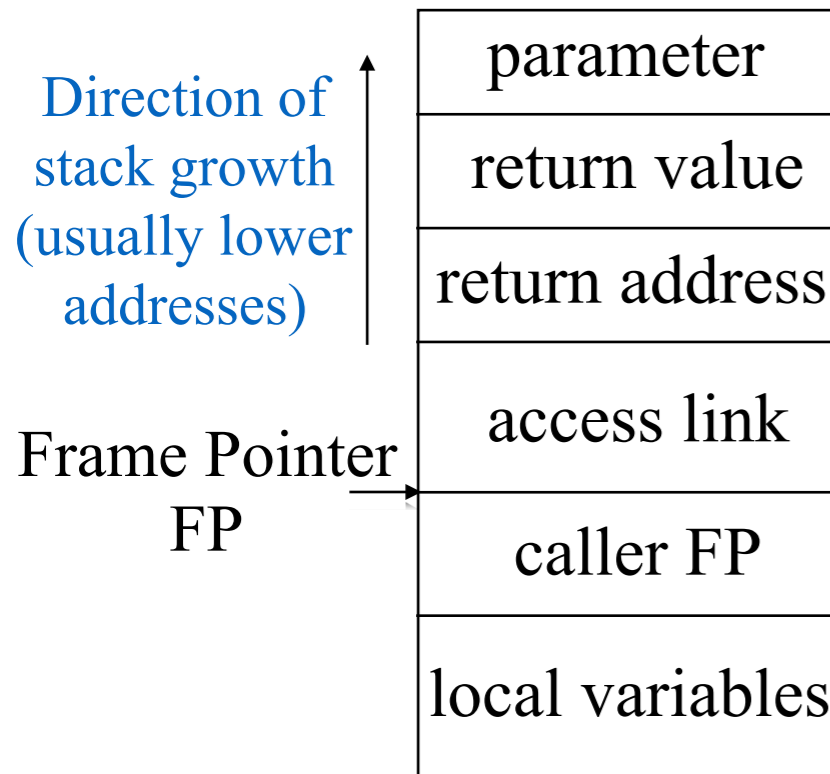 Direction of
stack growth
(usually lower
addresses)
Frame Pointer
FP
parameter
return value
return address
access link
caller FP
local variables